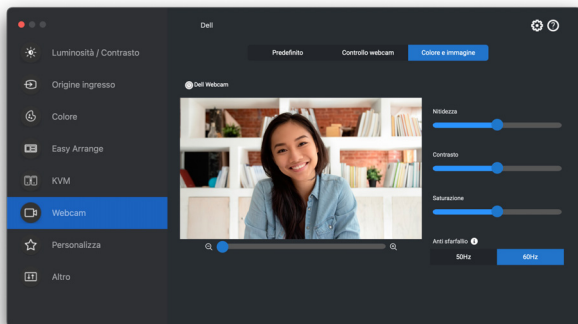 Dell
Luminosità / Contrasto
Origine ingresso
Colore
Easy Arrange
KVM
Webcam
Personalizza
Altro
Predefinito
Controllo webcam
Colore e immagine
Dell Webcam
Nitidezza
Contrasto
Saturazione
Anti sfarfallio
50Hz
60Hz